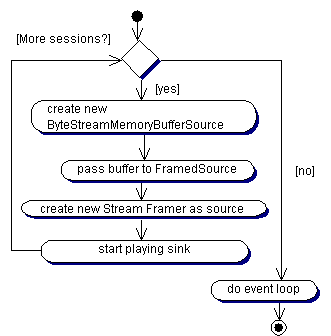 [More sessions?]
[yes]
create new
ByteStreamMemoryBufferSource
pass buffer to FramedSource
[no]
create new Stream Framer as source
start playing sink
do event loop